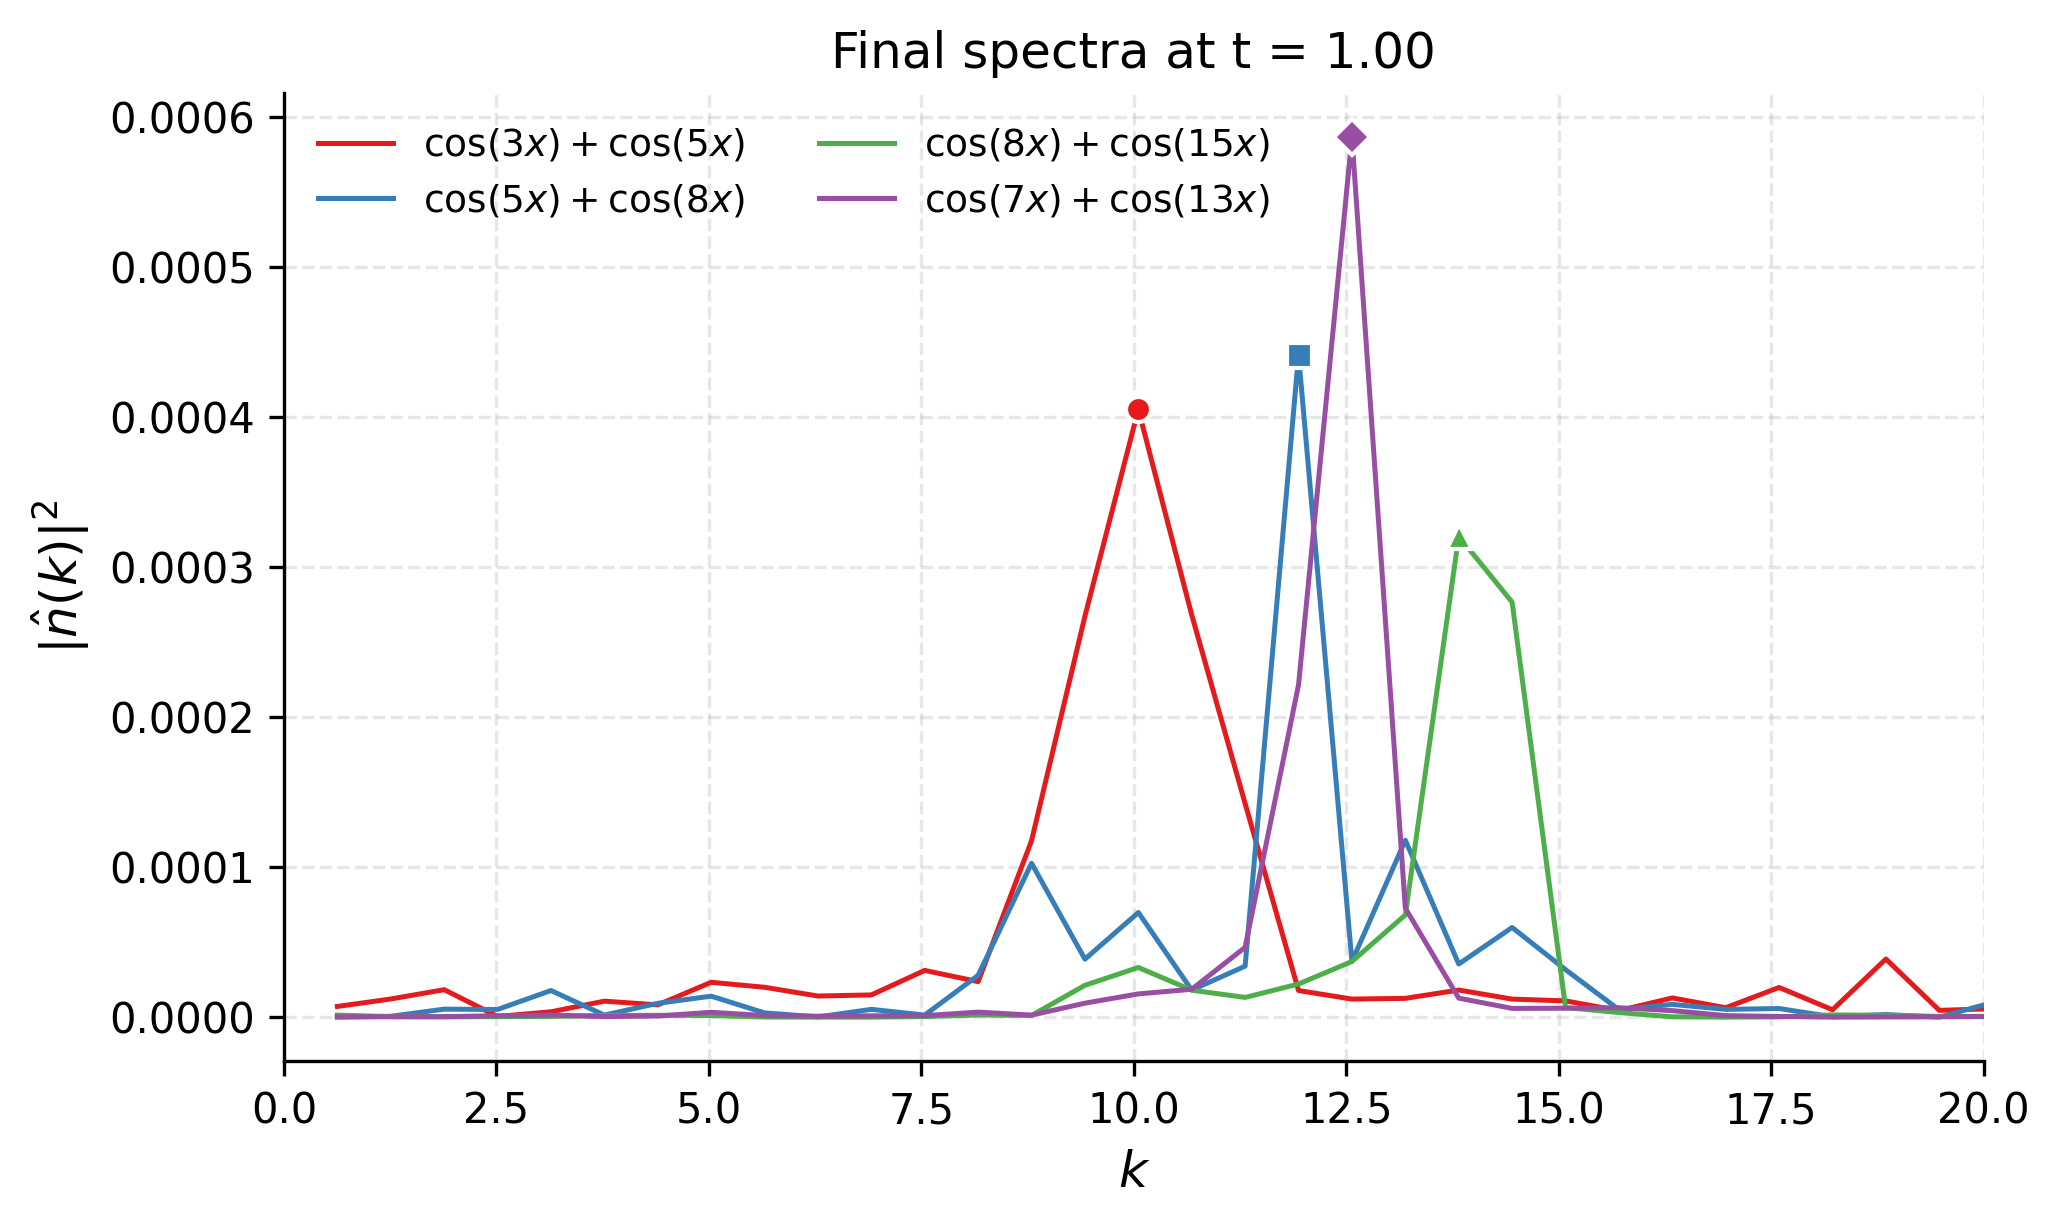 Final spectra at t = 1.00
0.0006
0.0005
0.0004
0.0003
0.0002
0.0001
0.0000
|n̂(k)|²
cos(3x) + cos(5x)
cos(5x) + cos(8x)
cos(8x) + cos(15x)
cos(7x) + cos(13x)
0.0 2.5 5.0 7.5 10.0 12.5 15.0 17.5 20.0
k